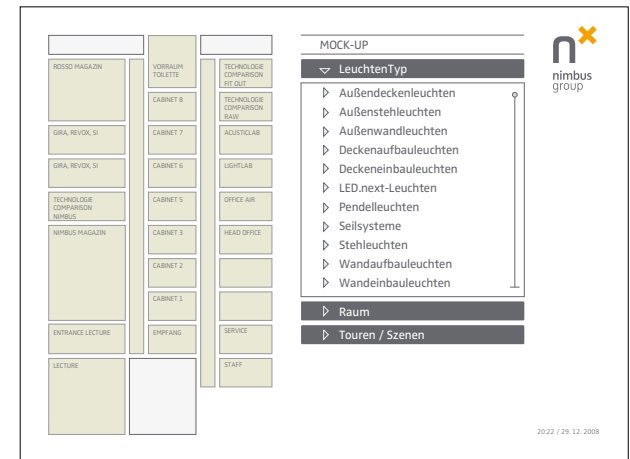 ROSSO MAGAZIN
GIRA, REVOX, SI
GIRA, REVOX, SI
TECHNOLOGIE
COMPARISON
NIMBUS
NIMBUS MAGAZIN
ENTRANCE LECTURE
LECTURE
VORRAUM
TOILETTE
CABINET 8
CABINET 7
CABINET 6
CABINET 5
CABINET 3
CABINET 2
CABINET 1
EMPFANG
TECHNOLOGIE
COMPARISON
FIT OUT
TECHNOLOGIE
COMPARISON
RAW
ACUSTICLAB
LIGHTLAB
OFFICE AIR
HEAD OFFICE
SERVICE
STAFF
MOCK-UP
LeuchtenTyp
Außendeckenleuchten
Außenstehleuchten
Außenwandleuchten
Deckenaufbauleuchten
Deckeneinbauleuchten
LED.next-Leuchten
Pendelleuchten
Seilsysteme
Stehleuchten
Wandaufbauleuchten
Wandeinbauleuchten
Raum
Touren / Szenen
nimbus
group
20:22 / 29. 12. 2008